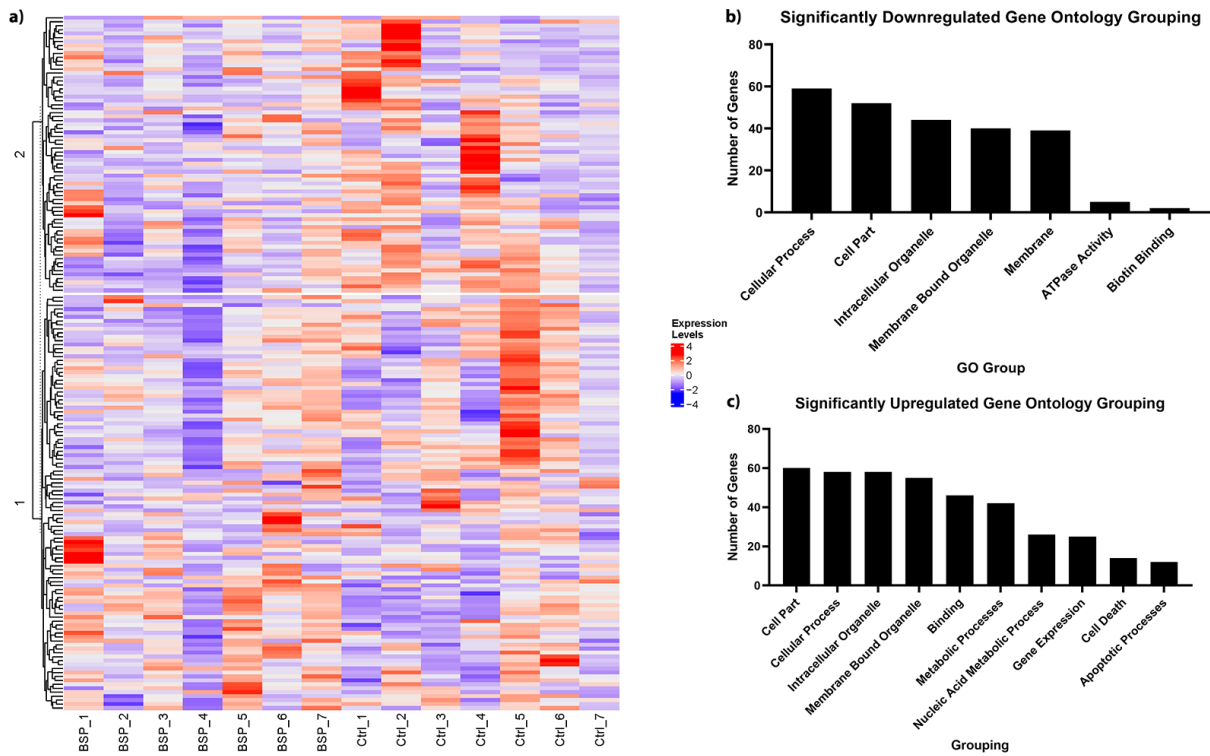 a)
2
1
BSP_1
BSP_2
BSP_3
BSP_4
BSP_5
BSP_6
BSP_7
Ctrl_1
Ctrl_2
Ctrl_3
Ctrl_4
Ctrl_5
Ctrl_6
Ctrl_7
Expression
Levels
4
2
0
−2
−4
b)
Significantly Downregulated Gene Ontology Grouping
Number of Genes
80
60
40
20
0
Cellular Process
Cell Part
Intracellular Organelle
Membrane Bound Organelle
Membrane
ATPase Activity
Biotin Binding
GO Group
c)
Significantly Upregulated Gene Ontology Grouping
Number of Genes
80
60
40
20
0
Cell Part
Cellular Process
Intracellular Organelle
Membrane Bound Organelle
Binding
Metabolic Processes
Nucleic Acid Metabolic Process
Gene Expression
Cell Death
Apoptotic Processes
Grouping